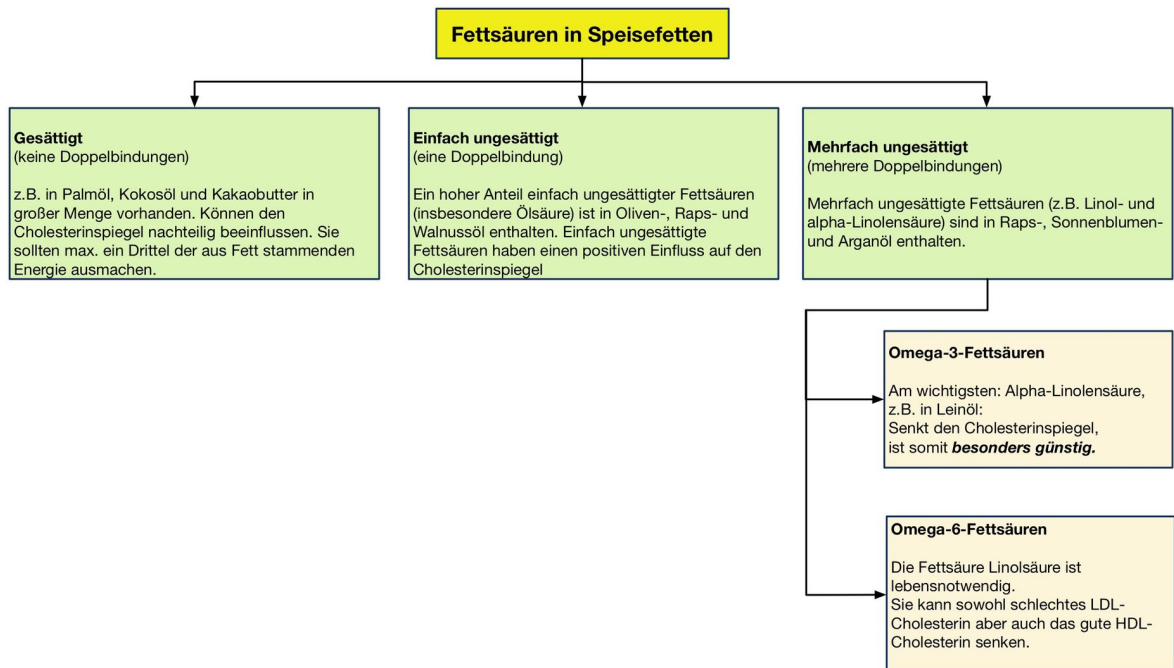 Fettsäuren in Speisefetten
Gesättigt
(keine Doppelbindungen)
z.B. in Palmöl, Kokosöl und Kakaobutter in
großer Menge vorhanden. Können den
Cholesterinspiegel nachteilig beeinflussen. Sie
sollten max. ein Drittel der aus Fett stammenden
Energie ausmachen.
Einfach ungesättigt
(eine Doppelbindung)
Ein hoher Anteil einfach ungesättigter Fettsäuren
(insbesondere Ölsäure) ist in Oliven-, Raps- und
Walnussöl enthalten. Einfach ungesättigte
Fettsäuren haben einen positiven Einfluss auf den
Cholesterinspiegel
Mehrfach ungesättigt
(mehrere Doppelbindungen)
Mehrfach ungesättigte Fettsäuren (z.B. Linol- und
alpha-Linolensäure) sind in Raps-, Sonnenblumen-
und Arganöl enthalten.
Omega-3-Fettsäuren
Am wichtigsten: Alpha-Linolensäure,
z.B. in Leinöl:
Senkt den Cholesterinspiegel,
ist somit besonders günstig.
Omega-6-Fettsäuren
Die Fettsäure Linolsäure ist
lebensnotwendig.
Sie kann sowohl schlechtes LDL-
Cholesterin aber auch das gute HDL-
Cholesterin senken.